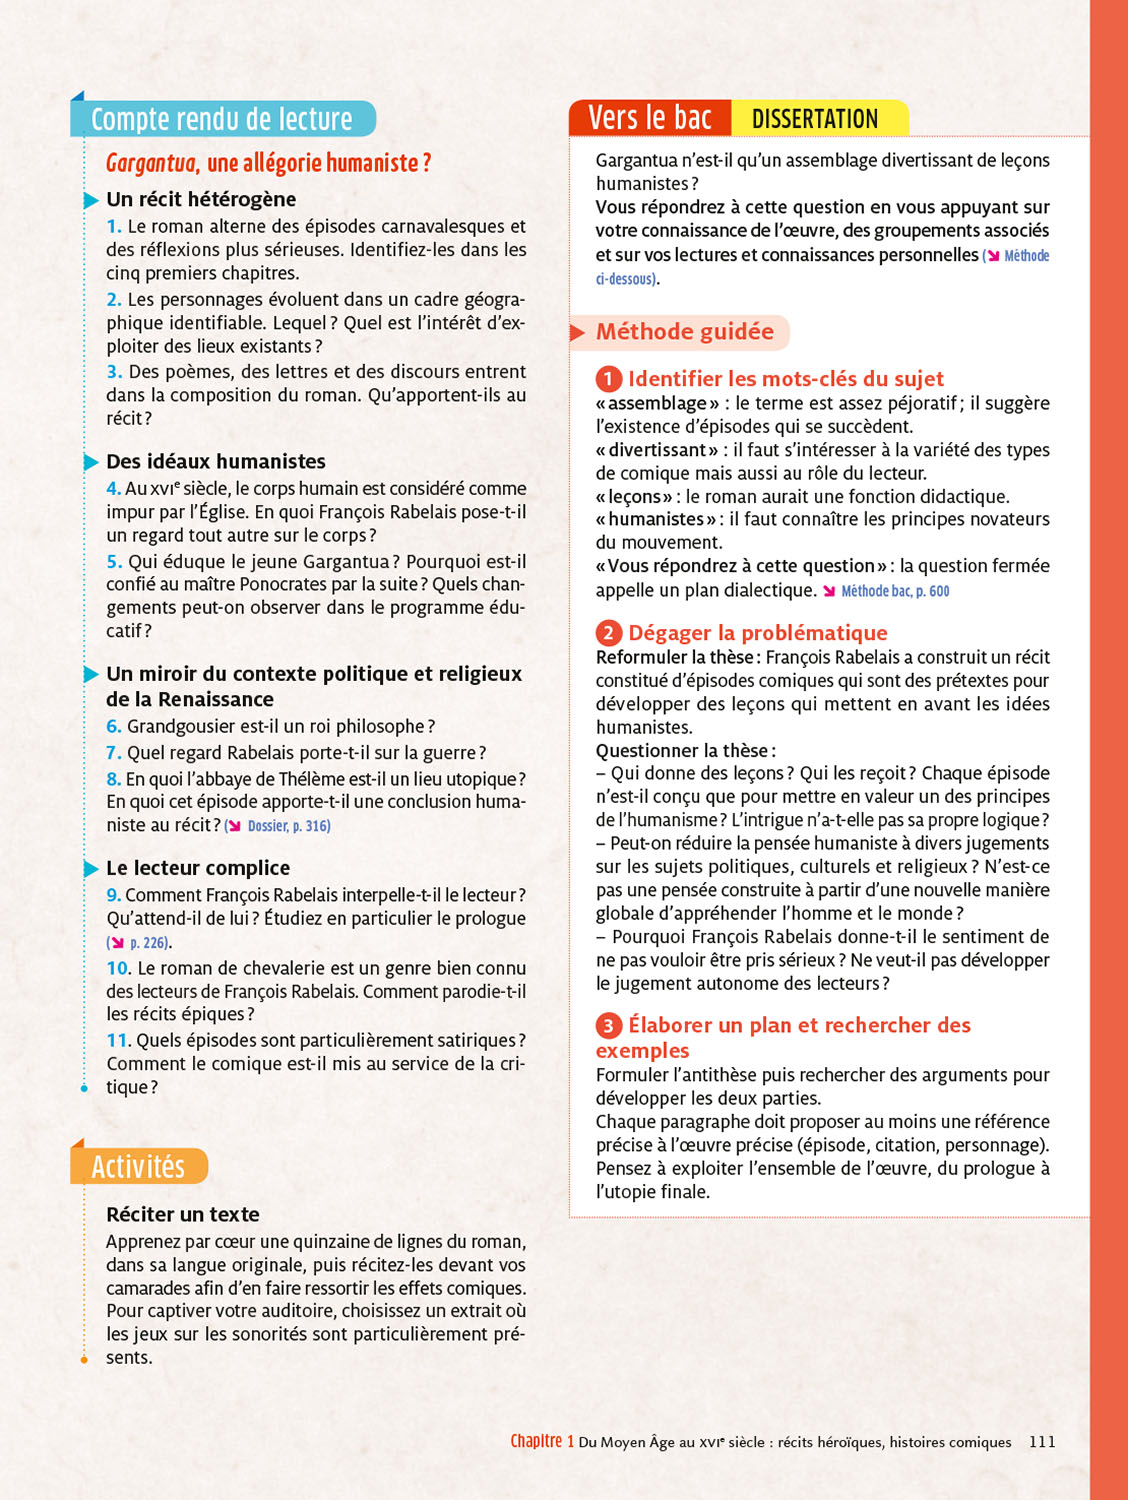 Compte rendu de lecture
Gargantua, une allégorie humaniste ?
Un récit hétérogène
1. Le roman alterne des épisodes carnavalesques et
des réflexions plus sérieuses. Identifiez-les dans les
cinq premiers chapitres.
2. Les personnages évoluent dans un cadre géogra-
phique identifiable. Lequel ? Quel est l'intérêt d'ex-
ploiter des lieux existants ?
3. Des poèmes, des lettres et des discours entrent
dans la composition du roman. Qu'apportent-ils au
récit ?
Des idéaux humanistes
4. Au XVIe siècle, le corps humain est considéré comme
impur par l'Église. En quoi François Rabelais pose-t-il
un regard tout autre sur le corps ?
5. Qui éduque le jeune Gargantua ? Pourquoi est-il
confié au maître Ponocrates par la suite ? Quels chan-
gements peut-on observer dans le programme édu-
catif ?
Un miroir du contexte politique et religieux
de la Renaissance
6. Grandgousier est-il un roi philosophe ?
7. Quel regard Rabelais porte-t-il sur la guerre ?
8. En quoi l'abbaye de Thélème est-il un lieu utopique ?
En quoi cet épisode apporte-t-il une conclusion huma-
niste au récit ? (↘ Dossier, p. 316)
Le lecteur complice
9. Comment François Rabelais interpelle-t-il le lecteur ?
Qu'attend-il de lui ? Étudiez en particulier le prologue
(↘ p. 226).
10. Le roman de chevalerie est un genre bien connu
des lecteurs de François Rabelais. Comment parodie-t-il
les récits épiques ?
11. Quels épisodes sont particulièrement satiriques ?
Comment le comique est-il mis au service de la cri-
tique ?
Activités
Réciter un texte
Apprenez par cœur une quinzaine de lignes du roman,
dans sa langue originale, puis récitez-les devant vos
camarades afin d'en faire ressortir les effets comiques.
Pour captiver votre auditoire, choisissez un extrait où
les jeux sur les sonorités sont particulièrement pré-
sents.
Vers le bac DISSERTATION
Gargantua n'est-il qu'un assemblage divertissant de leçons
humanistes ?
Vous répondrez à cette question en vous appuyant sur
votre connaissance de l'œuvre, des groupements associés
et sur vos lectures et connaissances personnelles (↘ Méthode
ci-dessous).
Méthode guidée
1 Identifier les mots-clés du sujet
« assemblage » : le terme est assez péjoratif ; il suggère
l'existence d'épisodes qui se succèdent.
« divertissant » : il faut s'intéresser à la variété des types
de comique mais aussi au rôle du lecteur.
« leçons » : le roman aurait une fonction didactique.
« humanistes » : il faut connaître les principes novateurs
du mouvement.
« Vous répondrez à cette question » : la question fermée
appelle un plan dialectique. ↘ Méthode bac, p. 600
2 Dégager la problématique
Reformuler la thèse : François Rabelais a construit un récit
constitué d'épisodes comiques qui sont des prétextes pour
développer des leçons qui mettent en avant les idées
humanistes.
Questionner la thèse :
– Qui donne des leçons ? Qui les reçoit ? Chaque épisode
n'est-il conçu que pour mettre en valeur un des principes
de l'humanisme ? L'intrigue n'a-t-elle pas sa propre logique ?
– Peut-on réduire la pensée humaniste à divers jugements
sur les sujets politiques, culturels et religieux ? N'est-ce
pas une pensée construite à partir d'une nouvelle manière
globale d'appréhender l'homme et le monde ?
– Pourquoi François Rabelais donne-t-il le sentiment de
ne pas vouloir être pris sérieux ? Ne veut-il pas développer
le jugement autonome des lecteurs ?
3 Élaborer un plan et rechercher des
exemples
Formuler l'antithèse puis rechercher des arguments pour
développer les deux parties.
Chaque paragraphe doit proposer au moins une référence
précise à l'œuvre précise (épisode, citation, personnage).
Pensez à exploiter l'ensemble de l'œuvre, du prologue à
l'utopie finale.
Chapitre 1 Du Moyen Âge au XVIe siècle : récits héroïques, histoires comiques 111